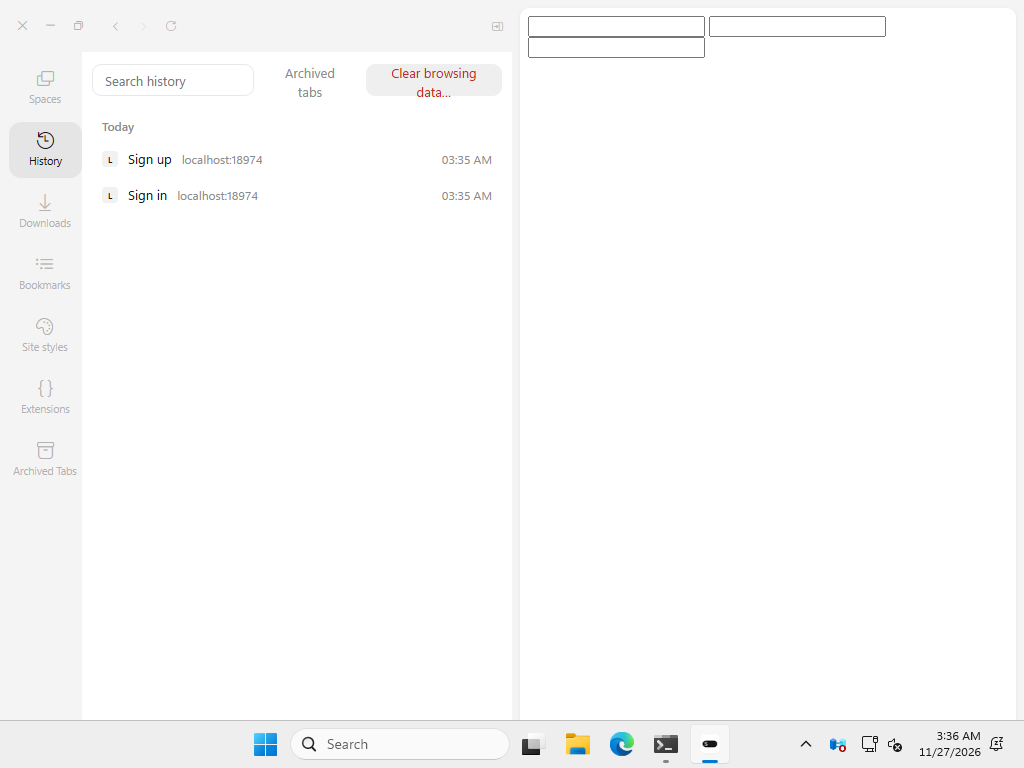 Spaces
History
Downloads
Bookmarks
Site styles
Extensions
Archived Tabs
Search history
Archived
tabs
Clear browsing
data...
Today
L Sign up localhost:18974 03:35 AM
L Sign in localhost:18974 03:35 AM
Search
3:36 AM
11/27/2026